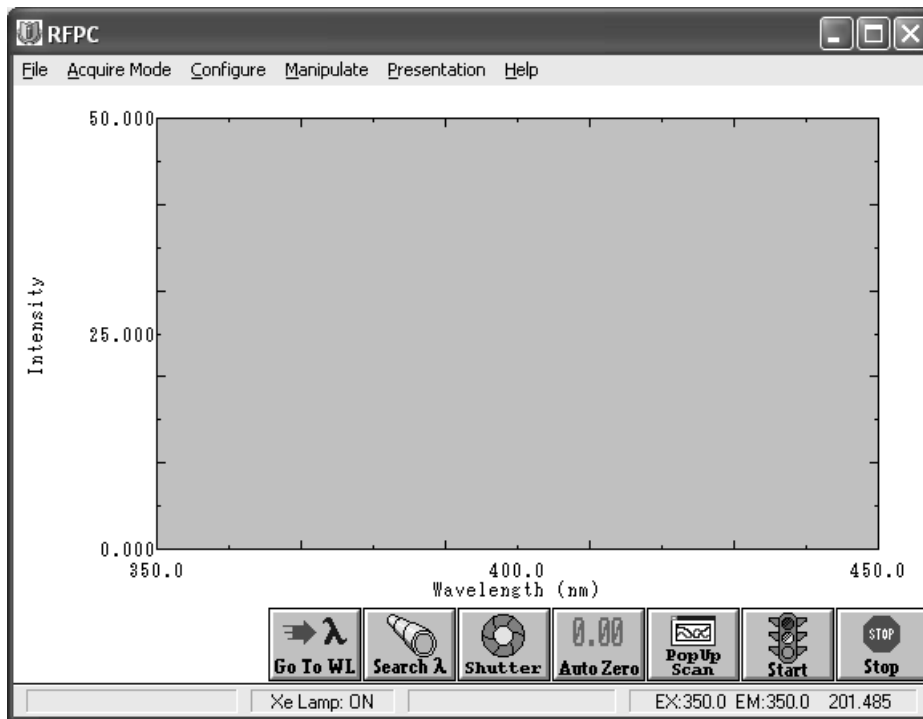 RFPC
File Acquire Mode Configure Manipulate Presentation Help
50.000
Intensity
25.000
0.000
350.0 400.0 450.0
Wavelength (nm)
λ 0.00 STOP
Go To WL Search λ Shutter Auto Zero PopUp Scan Start Stop
Xe Lamp: ON EX:350.0 EM:350.0 201.485